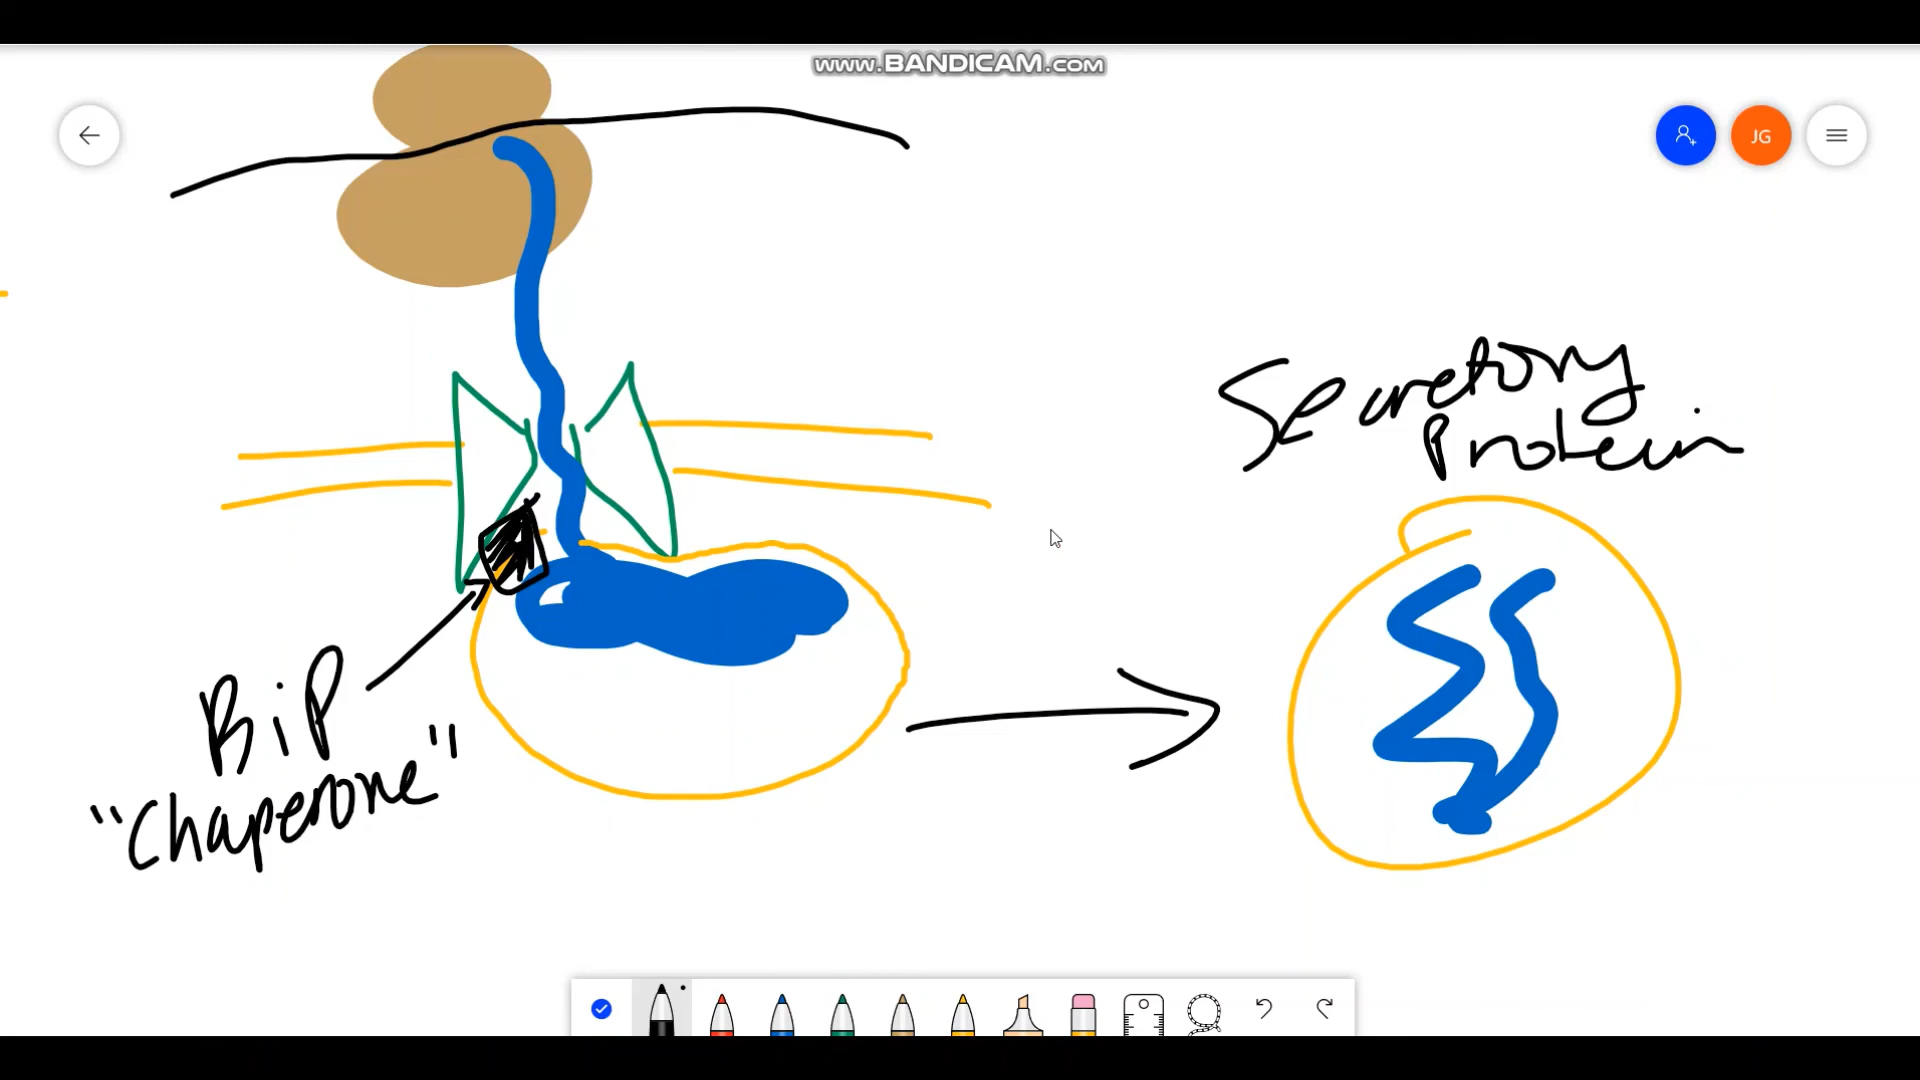 www.BANDICAM.com
JG
Secretory
Protein
BiP
"Chaperone"